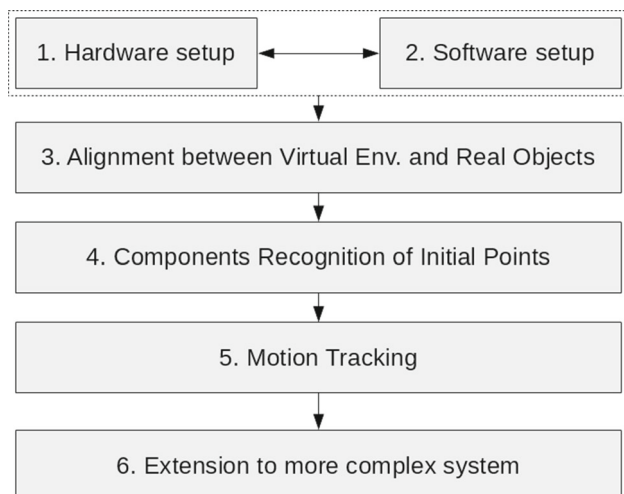 1. Hardware setup
2. Software setup
3. Alignment between Virtual Env. and Real Objects
4. Components Recognition of Initial Points
5. Motion Tracking
6. Extension to more complex system